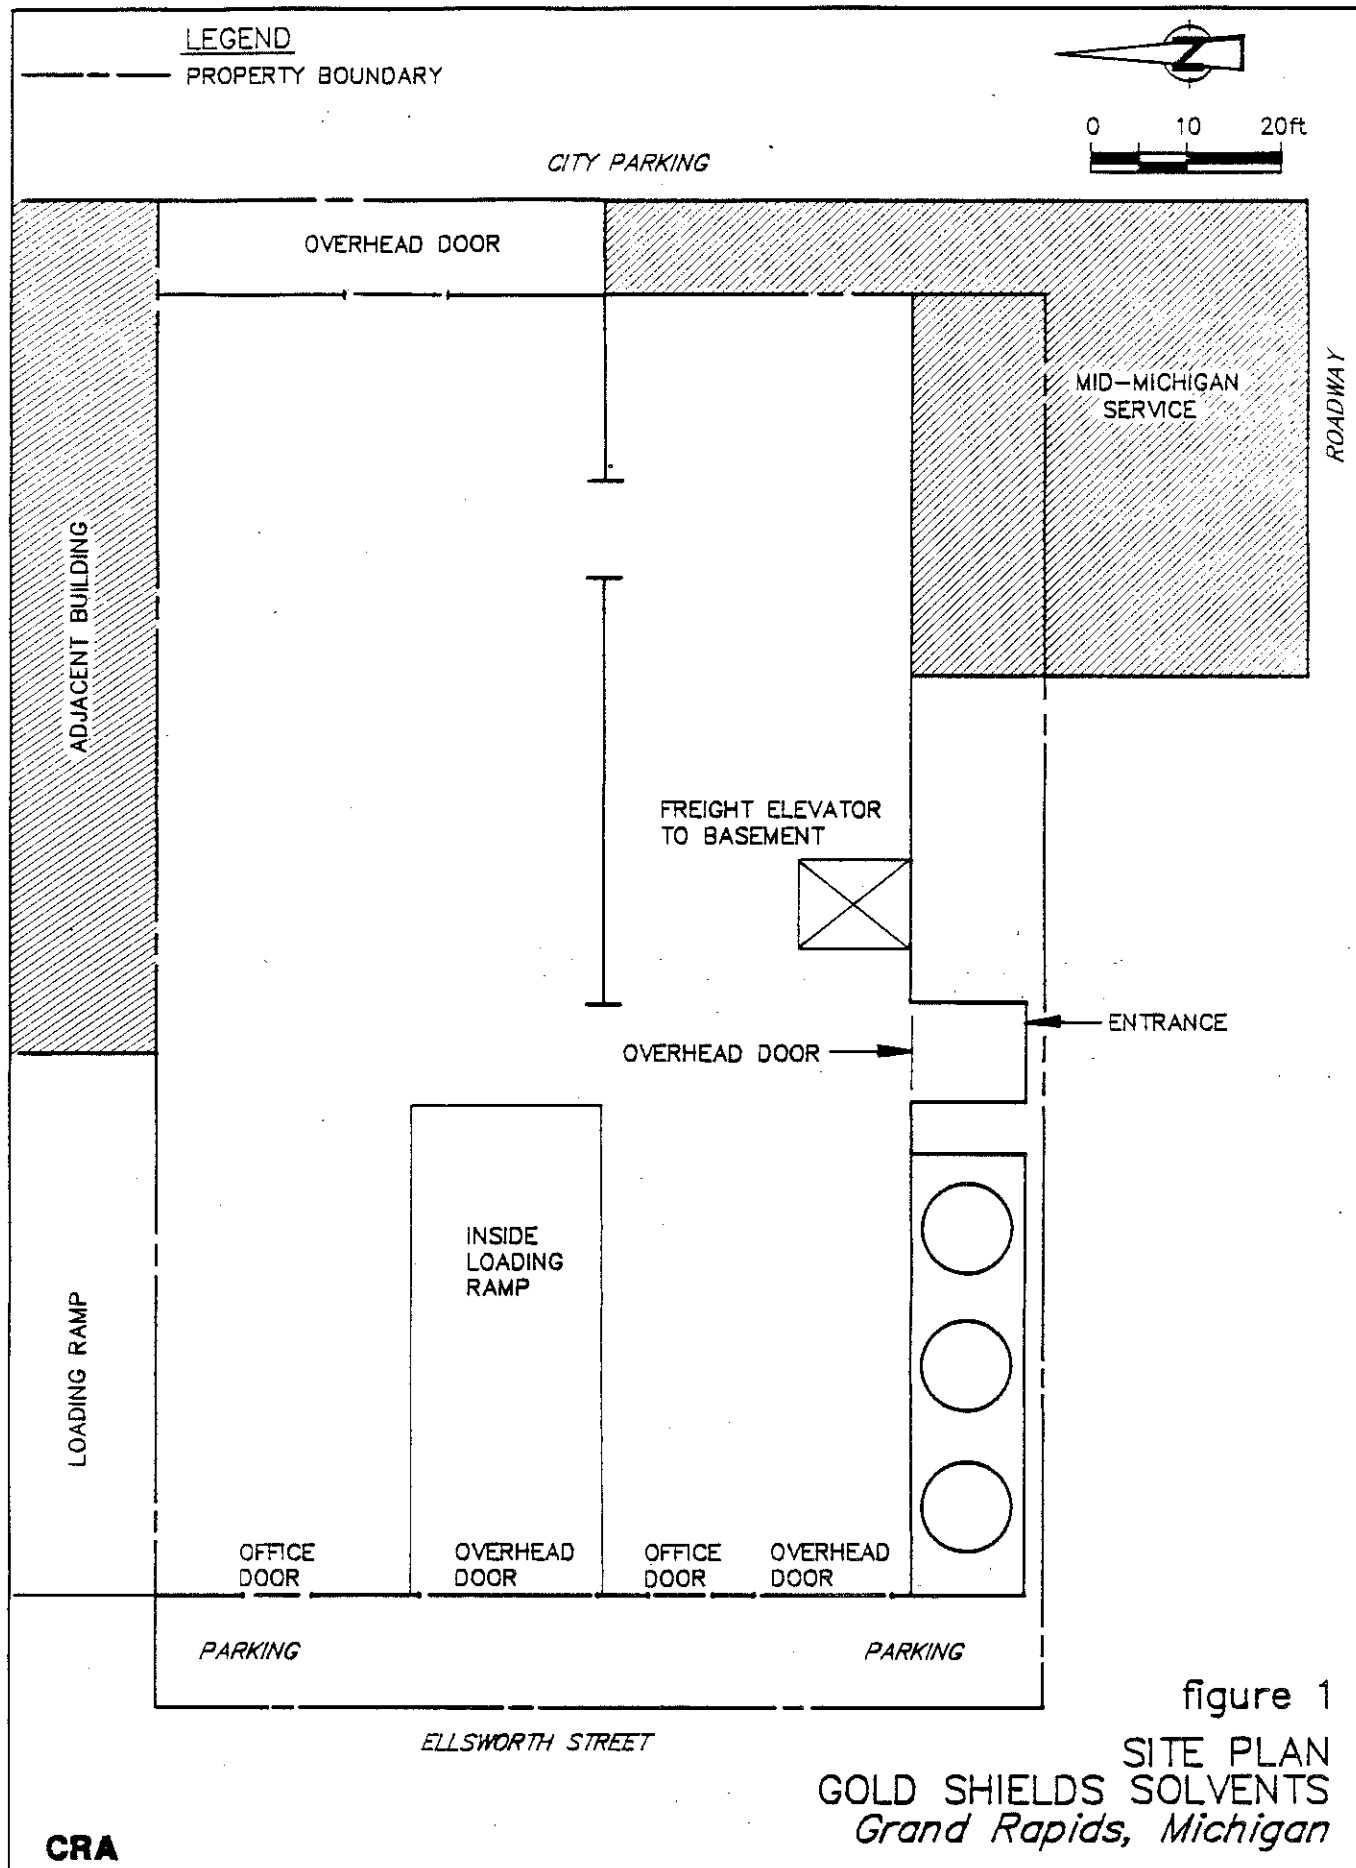 LEGEND
PROPERTY BOUNDARY
N
0 10 20ft
CITY PARKING
OVERHEAD DOOR
MID-MICHIGAN
SERVICE
ROADWAY
ADJACENT BUILDING
FREIGHT ELEVATOR
TO BASEMENT
ENTRANCE
OVERHEAD DOOR
INSIDE
LOADING
RAMP
LOADING RAMP
OFFICE
DOOR
OVERHEAD
DOOR
OFFICE
DOOR
OVERHEAD
DOOR
PARKING
PARKING
ELLSWORTH STREET
figure 1
SITE PLAN
GOLD SHIELDS SOLVENTS
Grand Rapids, Michigan
CRA